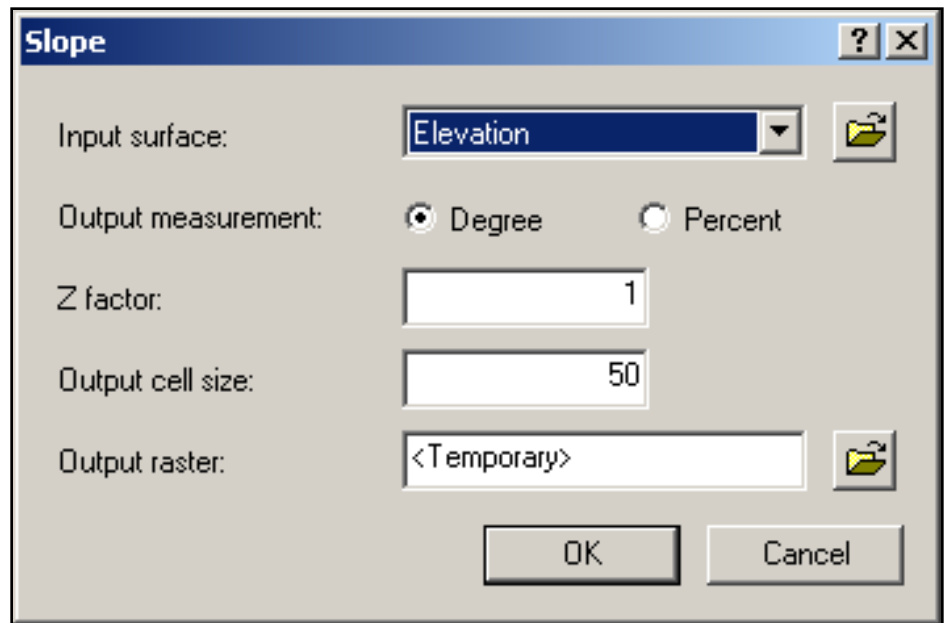 Slope
Input surface: Elevation
Output measurement: Degree Percent
Z factor: 1
Output cell size: 50
Output raster: <Temporary>
OK Cancel